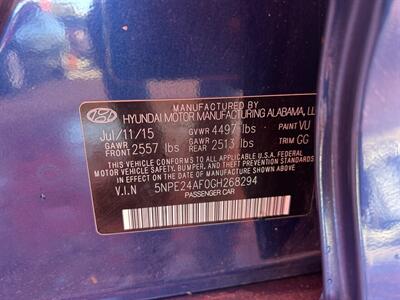 MANUFACTURED BY
HYUNDAI MOTOR MANUFACTURING ALABAMA, LL
Jul/11/15 GVWR 4497 lbs PAINT VU
GAWR FRONT 2557 lbs GAWR REAR 2513 lbs TRIM GG
THIS VEHICLE CONFORMS TO ALL APPLICABLE U.S.A. FEDERAL
MOTOR VEHICLE SAFETY, BUMPER, AND THEFT PREVENTION STANDARDS
IN EFFECT ON THE DATE OF MANUFACTURE SHOWN ABOVE.
V.I.N 5NPE24AF0GH268294
PASSENGER CAR